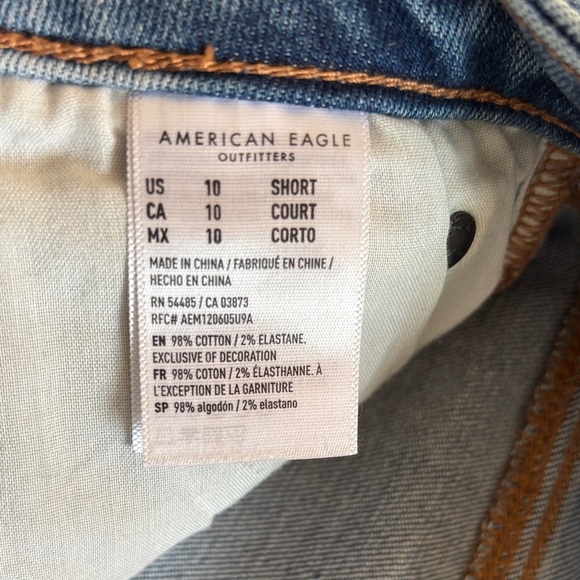 AMERICAN EAGLE
OUTFITTERS
US 10 SHORT
CA 10 COURT
MX 10 CORTO
MADE IN CHINA / FABRIQUÉ EN CHINE /
HECHO EN CHINA
RN 54485 / CA 03873
RFC# AEM120605U9A
EN 98% COTTON / 2% ELASTANE.
EXCLUSIVE OF DECORATION
FR 98% COTON / 2% ÉLASTHANNE. À
L'EXCEPTION DE LA GARNITURE
SP 98% algodón / 2% elastano